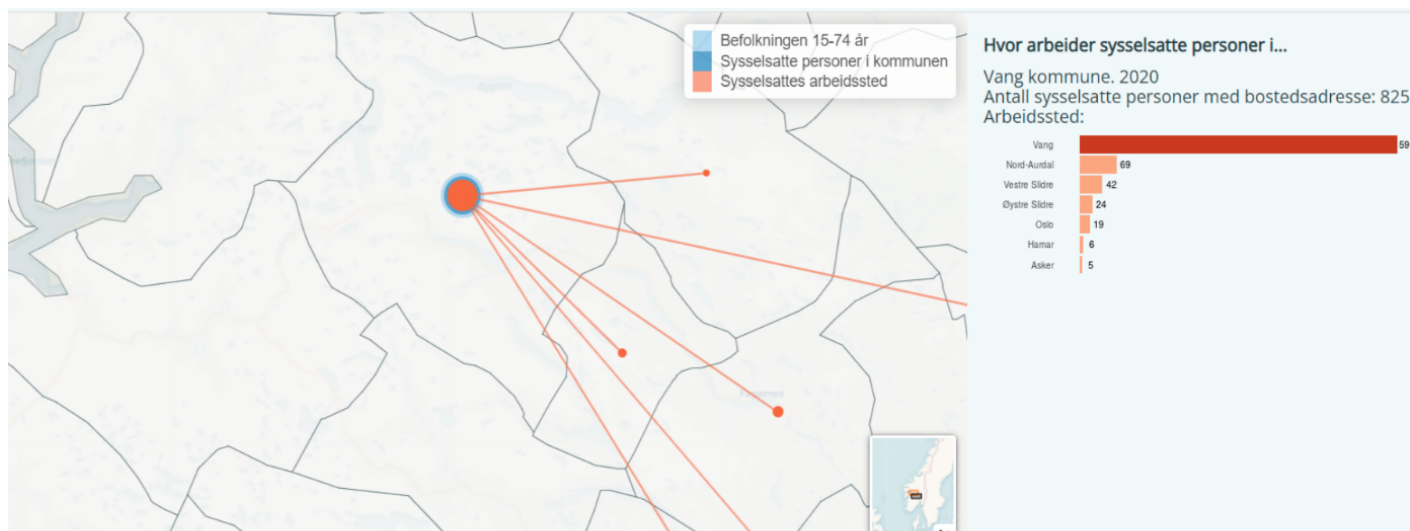 Befolkningen 15-74 år
Sysselsatte personer i kommunen
Sysselsattes arbeidssted
Hvor arbeider sysselsatte personer i...
Vang kommune. 2020
Antall sysselsatte personer med bostedsadresse: 825
Arbeidssted:
Vang 59
Nord-Aurdal 69
Vestre Slidre 42
Øystre Slidre 24
Oslo 19
Hamar 6
Asker 5